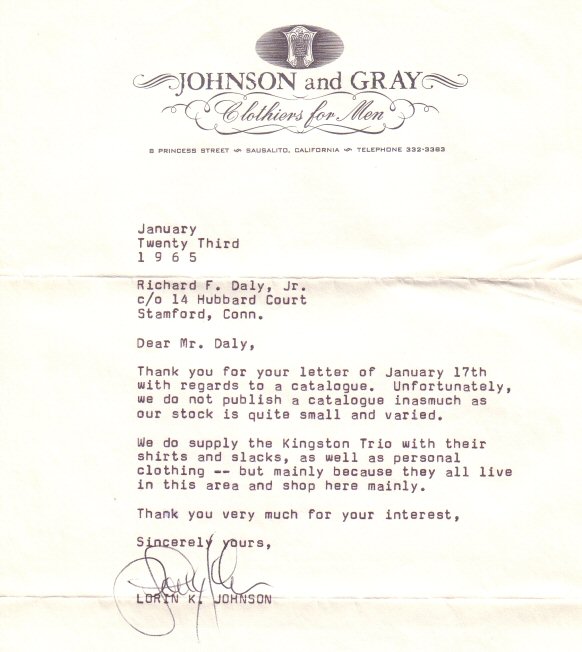 JOHNSON and GRAY
Clothiers for Men
8 PRINCESS STREET ∾ SAUSALITO, CALIFORNIA ∾ TELEPHONE 332-3383
January
Twenty Third
1 9 6 5
Richard F. Daly, Jr.
c/o 14 Hubbard Court
Stamford, Conn.
Dear Mr. Daly,
Thank you for your letter of January 17th
with regards to a catalogue.  Unfortunately,
we do not publish a catalogue inasmuch as
our stock is quite small and varied.
We do supply the Kingston Trio with their
shirts and slacks, as well as personal
clothing -- but mainly because they all live
in this area and shop here mainly.
Thank you very much for your interest,
Sincerely yours,
LORIN K. JOHNSON